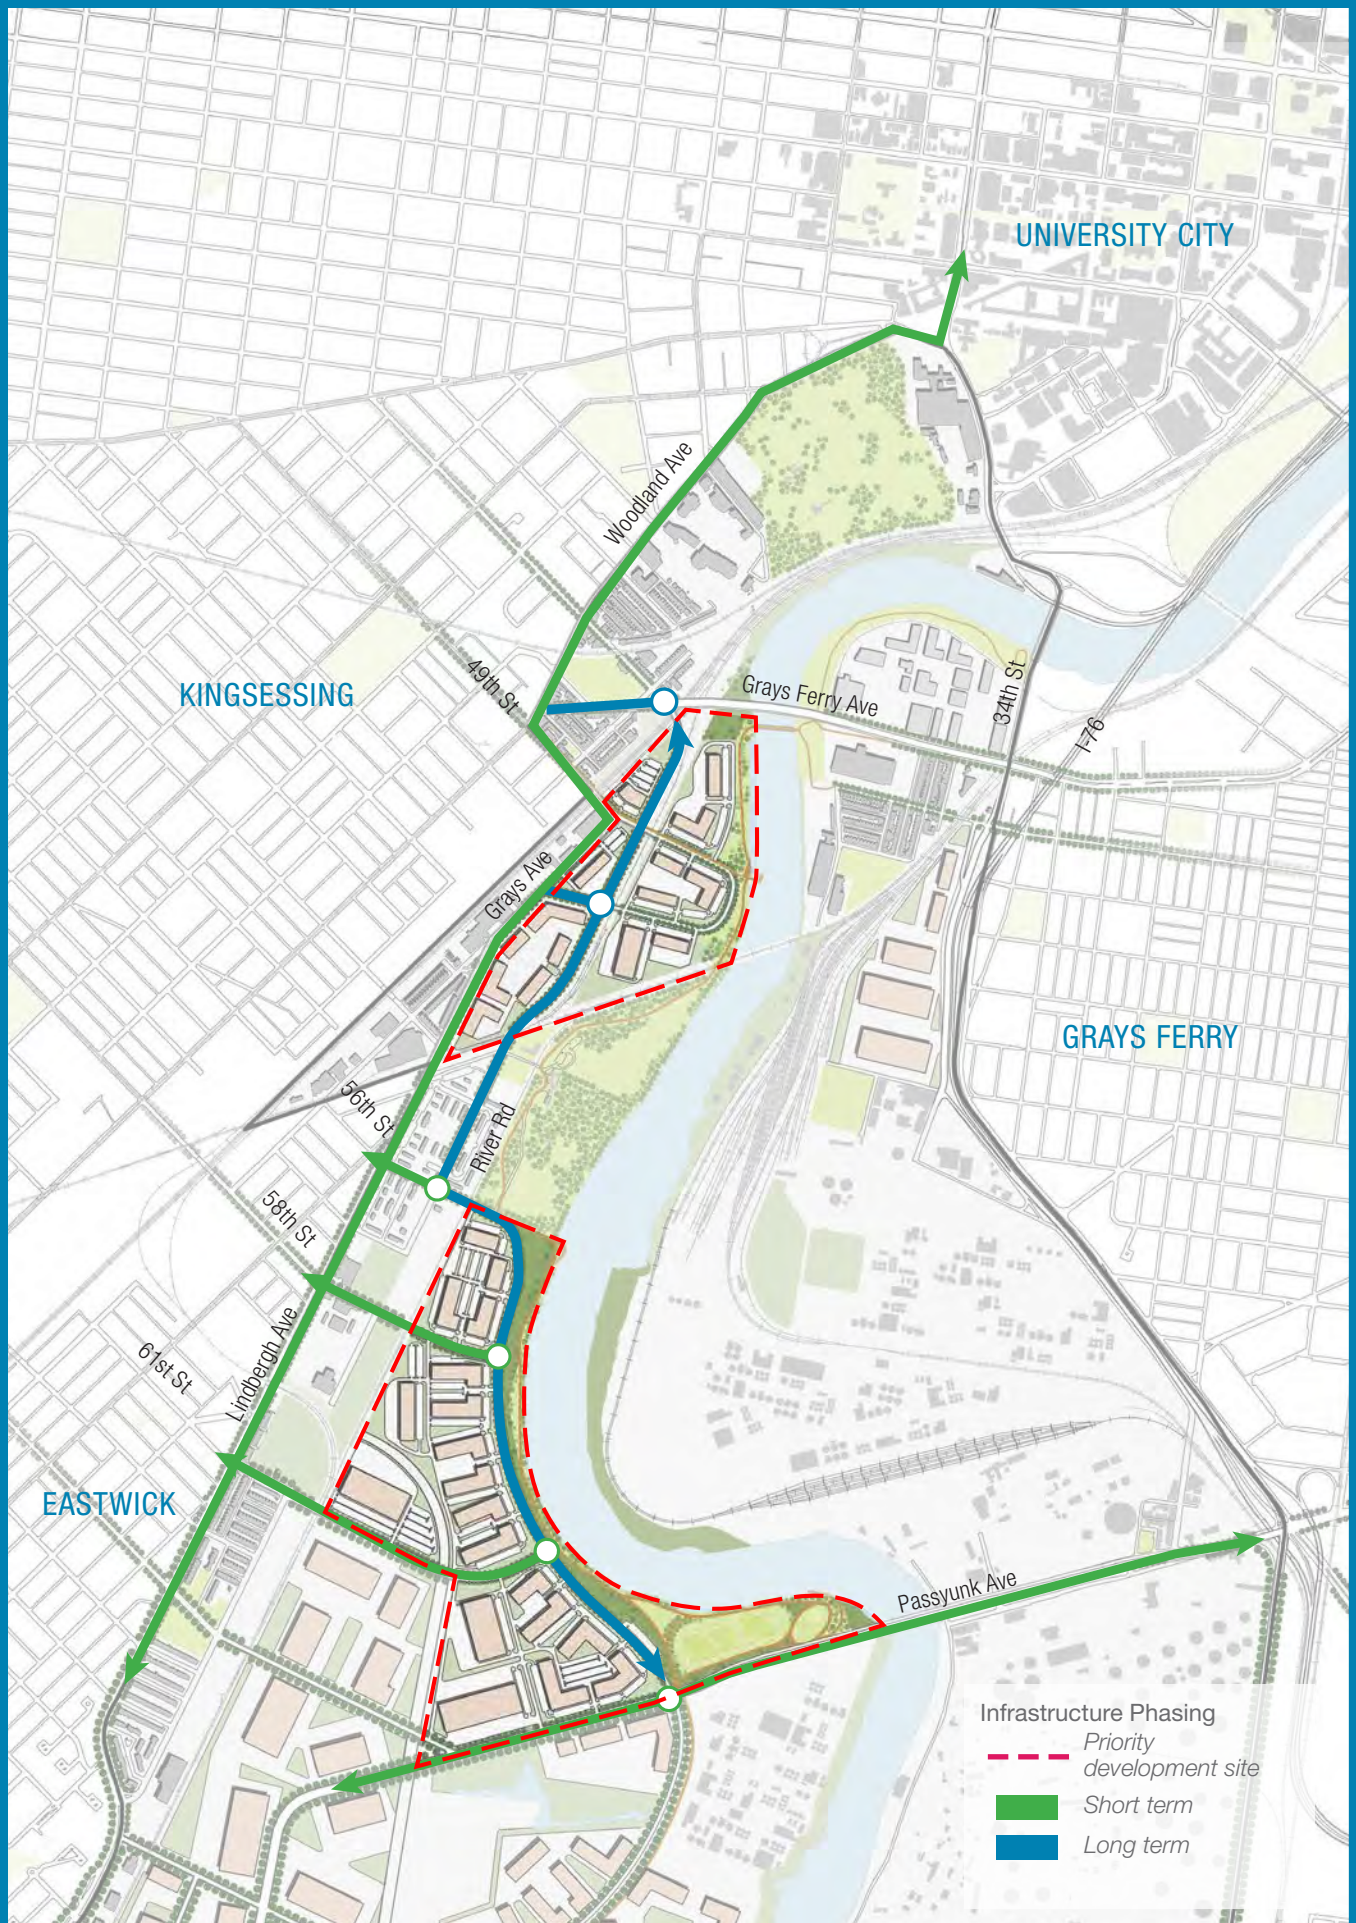 UNIVERSITY CITY
Woodland Ave
49th St
KINGSESSING
Grays Ferry Ave
34th St
I-76
Grays Ave
GRAYS FERRY
56th St
River Rd
58th St
Lindbergh Ave
61st St
EASTWICK
Passyunk Ave
Infrastructure Phasing
Priority
development site
Short term
Long term